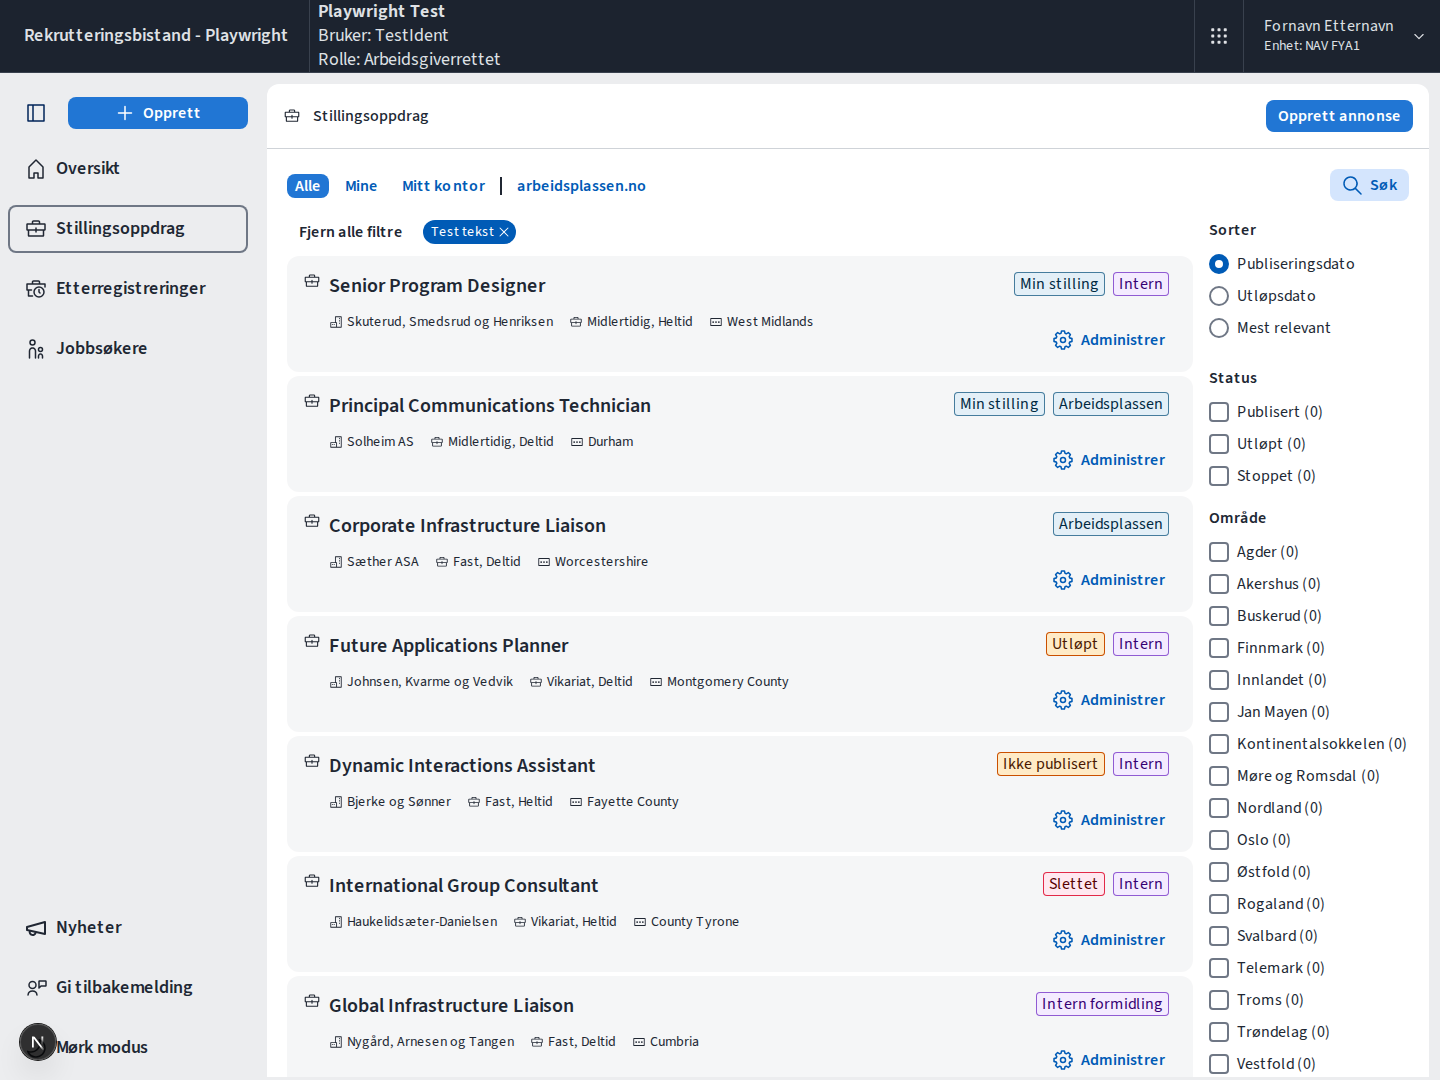 Rekrutteringsbistand - Playwright
Playwright Test
Bruker: TestIdent
Rolle: Arbeidsgiverrettet
Fornavn Etternavn
Enhet: NAV FYA1
Opprett
Oversikt
Stillingsoppdrag
Etterregistreringer
Jobbsøkere
Nyheter
Gi tilbakemelding
N
Mørk modus
Stillingsoppdrag
Opprett annonse
Alle
Mine
Mitt kontor
arbeidsplassen.no
Søk
Fjern alle filtre
Test tekst
Senior Program Designer
Min stilling
Intern
Skuterud, Smedsrud og Henriksen
Midlertidig, Heltid
West Midlands
Administrer
Principal Communications Technician
Min stilling
Arbeidsplassen
Solheim AS
Midlertidig, Deltid
Durham
Administrer
Corporate Infrastructure Liaison
Arbeidsplassen
Sæther ASA
Fast, Deltid
Worcestershire
Administrer
Future Applications Planner
Utløpt
Intern
Johnsen, Kvarme og Vedvik
Vikariat, Deltid
Montgomery County
Administrer
Dynamic Interactions Assistant
Ikke publisert
Intern
Bjerke og Sønner
Fast, Heltid
Fayette County
Administrer
International Group Consultant
Slettet
Intern
Haukelidsæter-Danielsen
Vikariat, Heltid
County Tyrone
Administrer
Global Infrastructure Liaison
Intern formidling
Nygård, Arnesen og Tangen
Fast, Deltid
Cumbria
Administrer
Sorter
Publiseringsdato
Utløpsdato
Mest relevant
Status
Publisert (0)
Utløpt (0)
Stoppet (0)
Område
Agder (0)
Akershus (0)
Buskerud (0)
Finnmark (0)
Innlandet (0)
Jan Mayen (0)
Kontinentalsokkelen (0)
Møre og Romsdal (0)
Nordland (0)
Oslo (0)
Østfold (0)
Rogaland (0)
Svalbard (0)
Telemark (0)
Troms (0)
Trøndelag (0)
Vestfold (0)